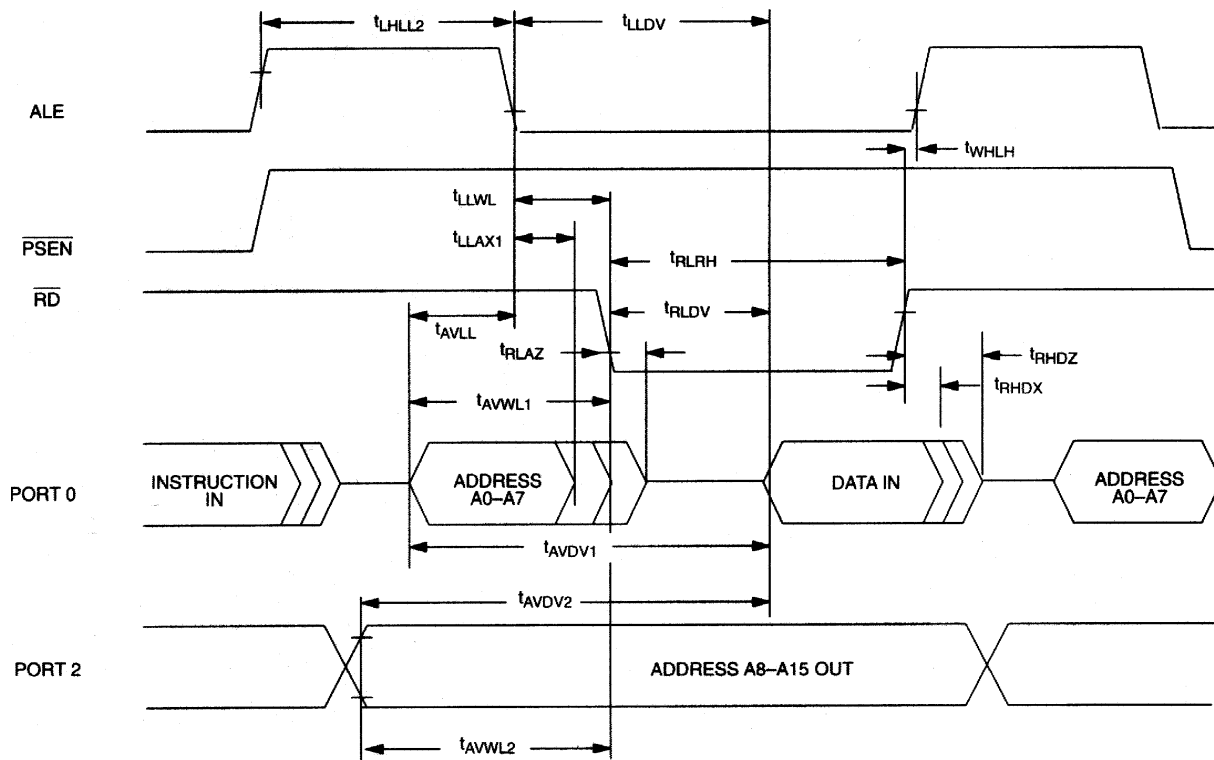 tLHLL2
tLLDV
ALE
tWHLH
tLLWL
PSEN
tLLAX1
tRLRH
RD
tAVLL
tRLDV
tRLAZ
tRHDZ
tRHDX
tAVWL1
PORT 0
INSTRUCTION
IN
ADDRESS
A0–A7
DATA IN
ADDRESS
A0–A7
tAVDV1
tAVDV2
PORT 2
ADDRESS A8–A15 OUT
tAVWL2